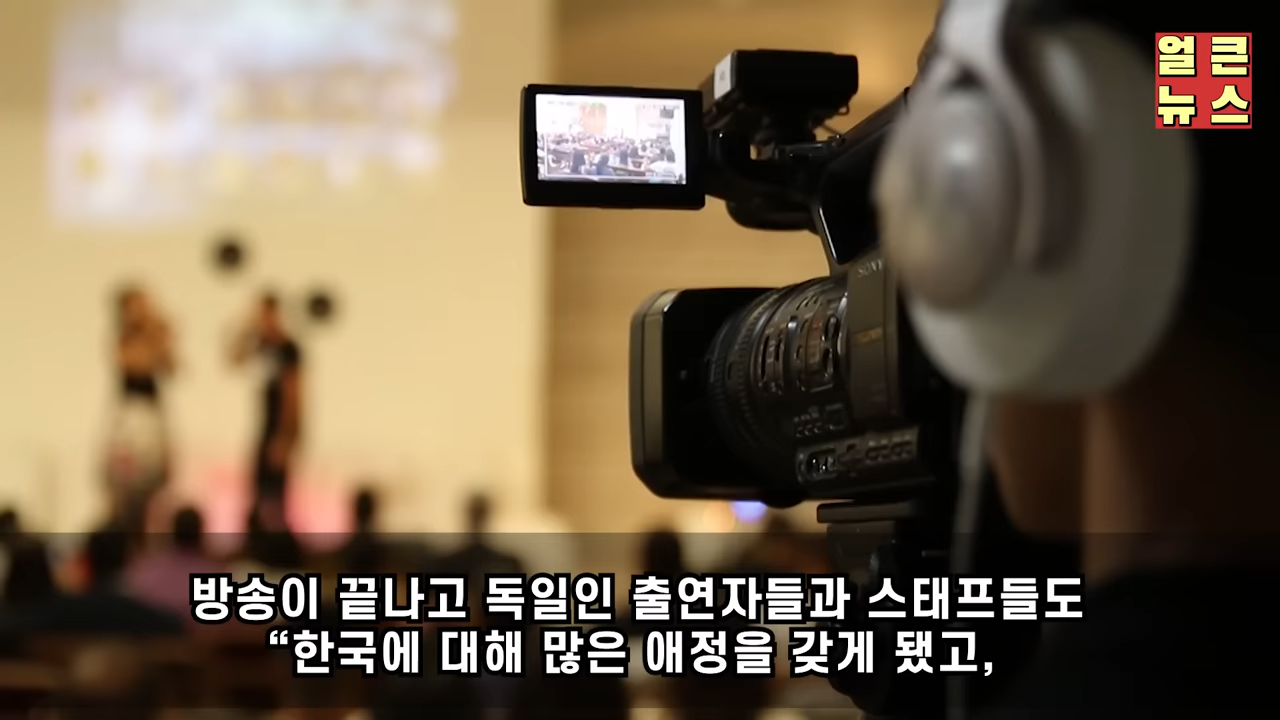 얼큰
뉴스
SONY
방송이 끝나고 독일인 출연자들과 스태프들도
“한국에 대해 많은 애정을 갖게 됐고,